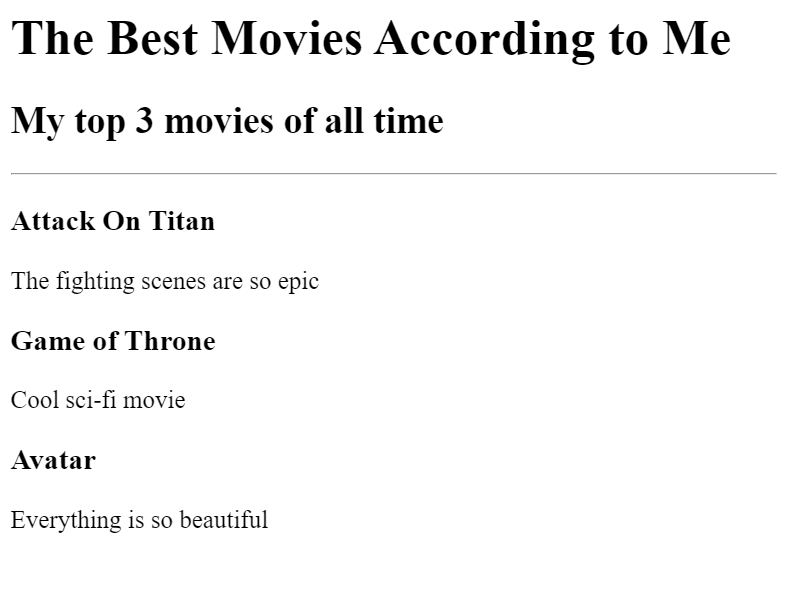 The Best Movies According to Me
My top 3 movies of all time
Attack On Titan
The fighting scenes are so epic
Game of Throne
Cool sci-fi movie
Avatar
Everything is so beautiful